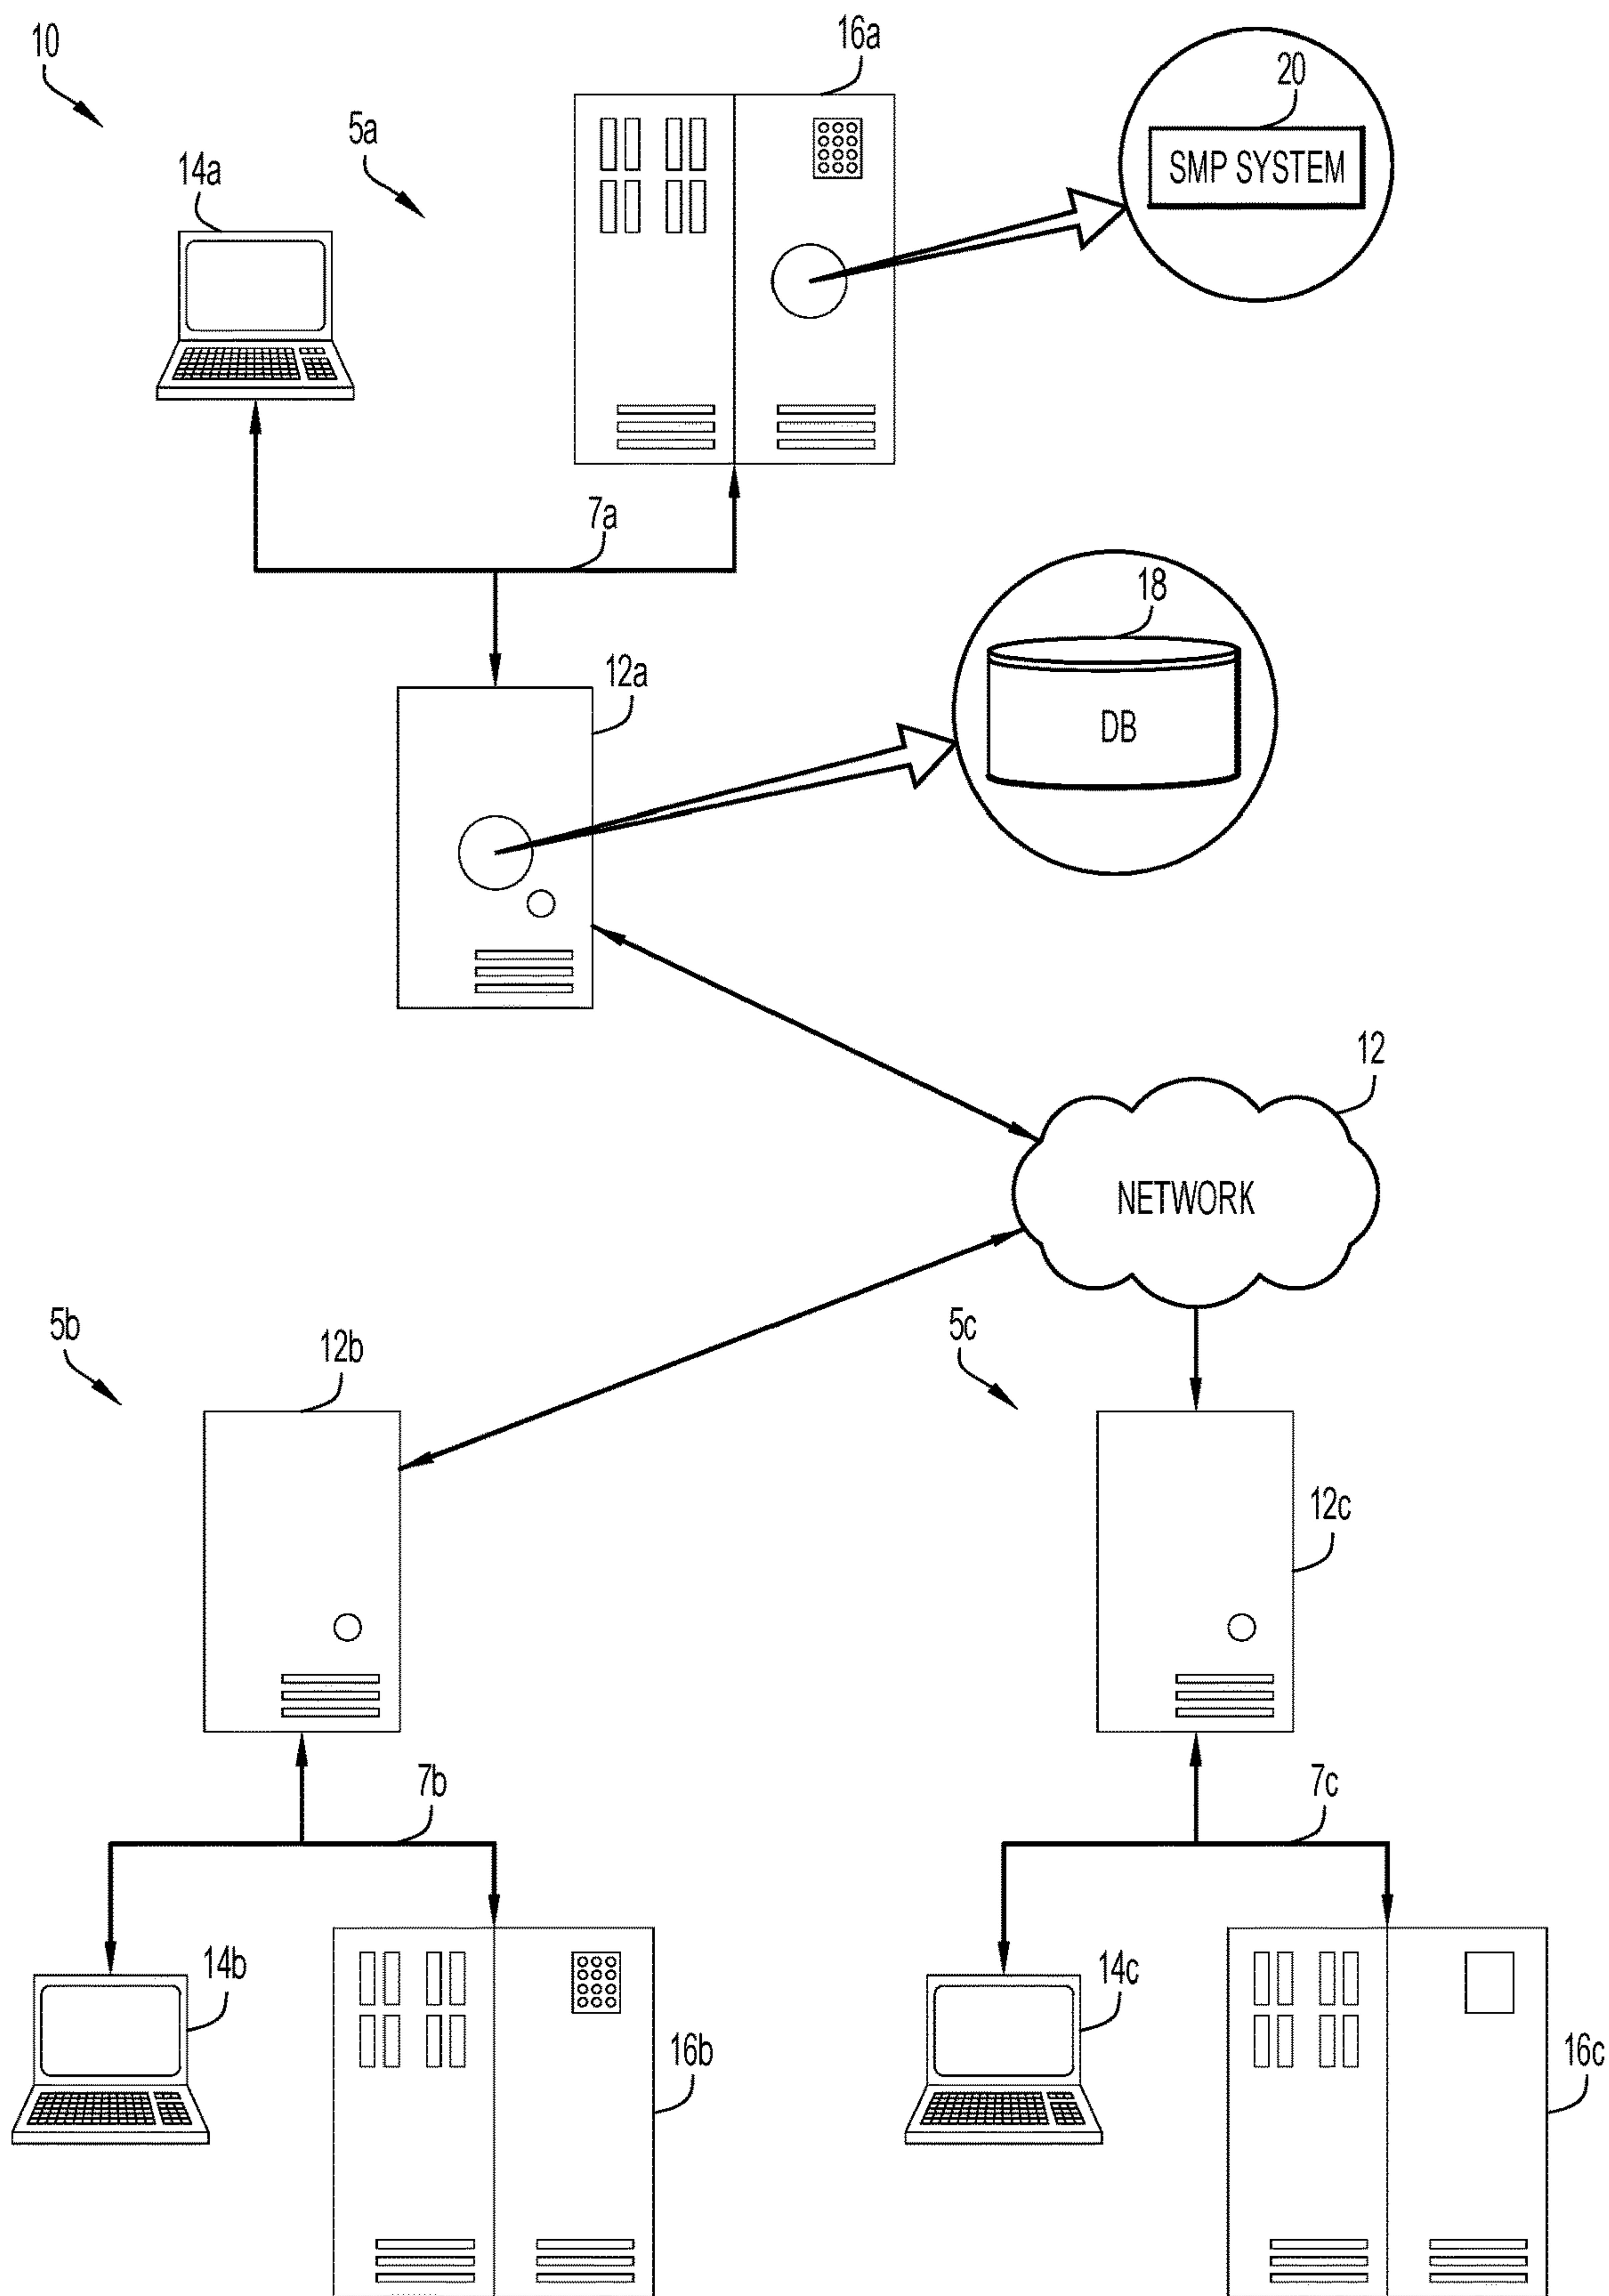 10
16a
20
5a
14a
SMP SYSTEM
7a
18
12a
DB
12
NETWORK
5b
12b
5c
12c
7b
7c
14b
14c
16b
16c